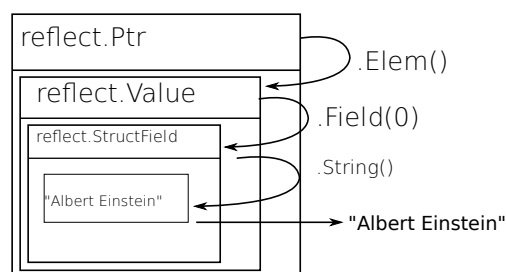 reflect.Ptr
.Elem()
reflect.Value
.Field(0)
reflect.StructField
.String()
"Albert Einstein"
"Albert Einstein"